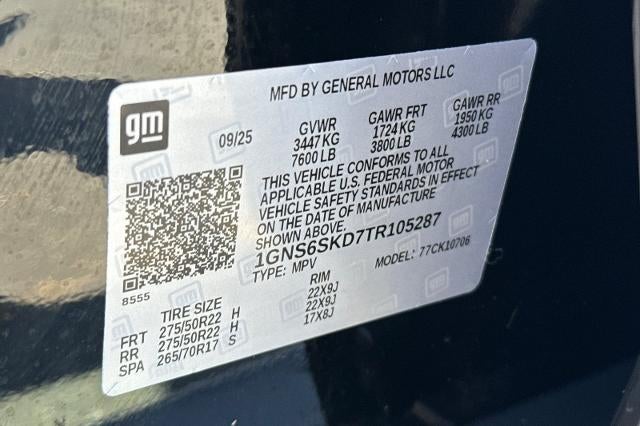 MFD BY GENERAL MOTORS LLC
gm
09/25
GVWR GAWR FRT GAWR RR
3447 KG 1724 KG 1950 KG
7600 LB 3800 LB 4300 LB
THIS VEHICLE CONFORMS TO ALL
APPLICABLE U.S. FEDERAL MOTOR
VEHICLE SAFETY STANDARDS IN EFFECT
ON THE DATE OF MANUFACTURE
SHOWN ABOVE.
1GNS6SKD7TR105287
TYPE: MPV MODEL: 77CK10706
8555
TIRE SIZE RIM
FRT 275/50R22 H 22X9J
RR 275/50R22 H 22X9J
SPA 265/70R17 S 17X8J